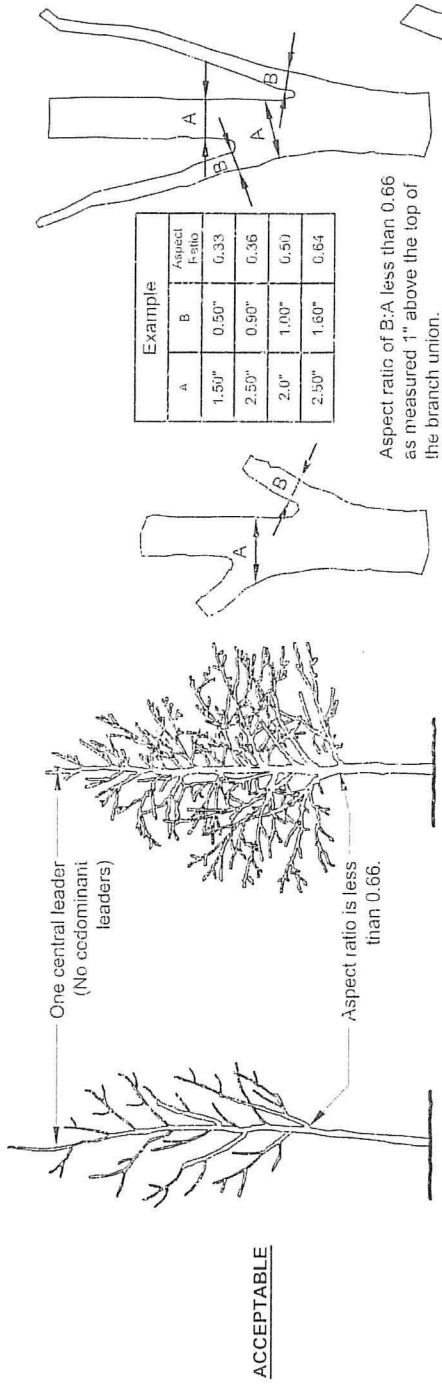 ACCEPTABLE
One central leader
(No codominant
leaders)
Aspect ratio is less
than 0.66.
A
B
Example
A B Aspect Ratio
1.50" 0.50" 0.33
2.50" 0.90" 0.36
2.0" 1.00" 0.50
2.50" 1.60" 0.64
B
A
A
B
Aspect ratio of B:A less than 0.66
as measured 1" above the top of
the branch union.